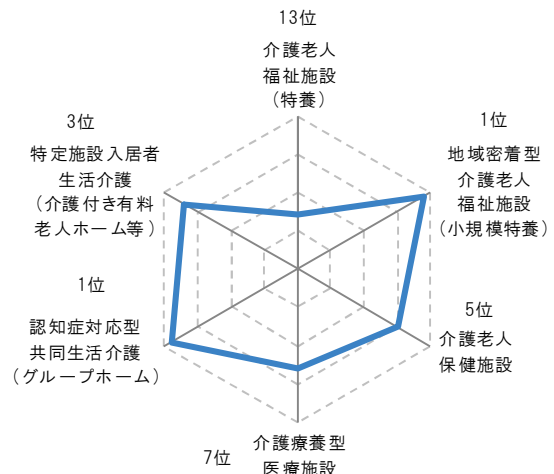 13位
介護老人
福祉施設
（特養）
1位
地域密着型
介護老人
福祉施設
（小規模特養）
5位
介護老人
保健施設
7位
介護療養型
医療施設
1位
認知症対応型
共同生活介護
（グループホーム）
3位
特定施設入居者
生活介護
（介護付き有料
老人ホーム等）